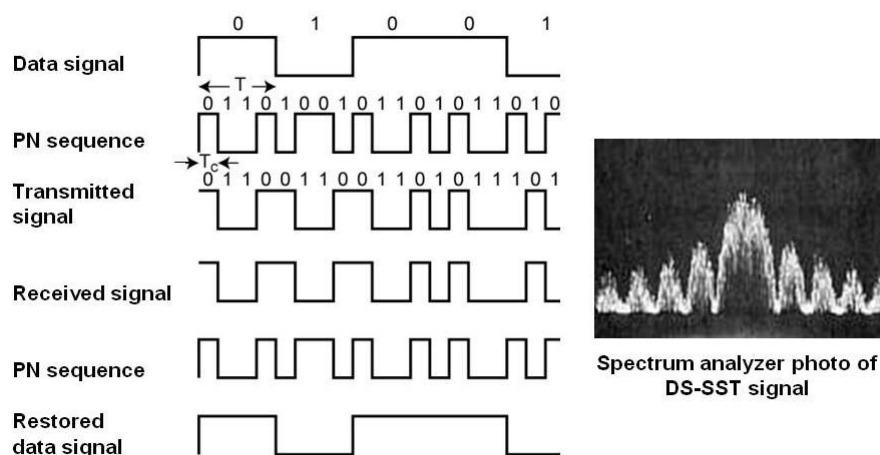 0 1 0 0 1
Data signal
T
0 1 1 0 1 0 0 1 0 1 1 0 1 0 1 1 0 1 0
PN sequence
Tc
0 1 1 0 0 1 1 0 0 1 1 0 1 0 1 1 1 0 1
Transmitted
signal
Received signal
PN sequence
Restored
data signal
Spectrum analyzer photo of
DS-SST signal